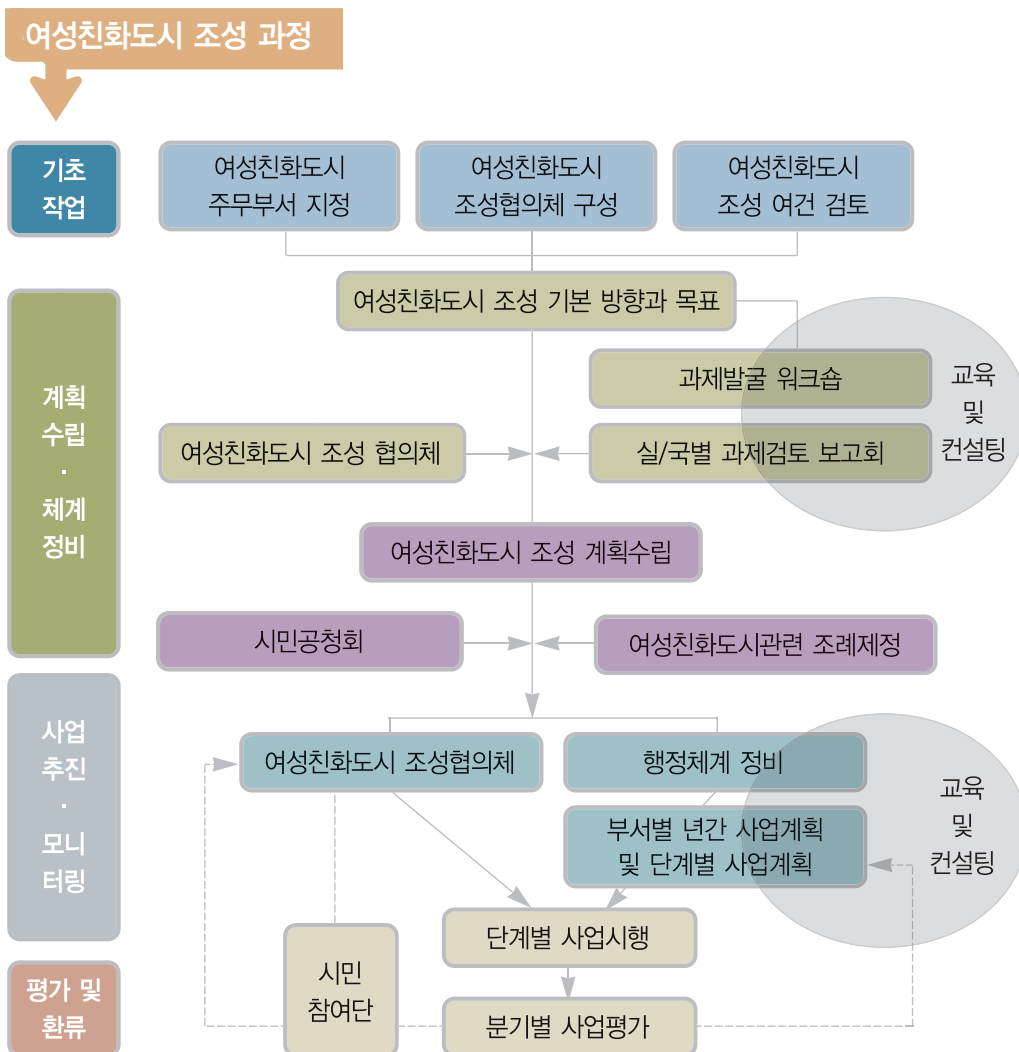 여성친화도시 조성 과정
기초
작업
여성친화도시
주무부서 지정
여성친화도시
조성협의체 구성
여성친화도시
조성 여건 검토
계획
수립
·
체계
정비
여성친화도시 조성 기본 방향과 목표
과제발굴 워크숍
교육
및
컨설팅
여성친화도시 조성 협의체
실/국별 과제검토 보고회
여성친화도시 조성 계획수립
시민공청회
여성친화도시관련 조례제정
사업
추진
·
모니
터링
여성친화도시 조성협의체
행정체계 정비
부서별 년간 사업계획
및 단계별 사업계획
교육
및
컨설팅
단계별 사업시행
시민
참여단
평가 및
환류
분기별 사업평가